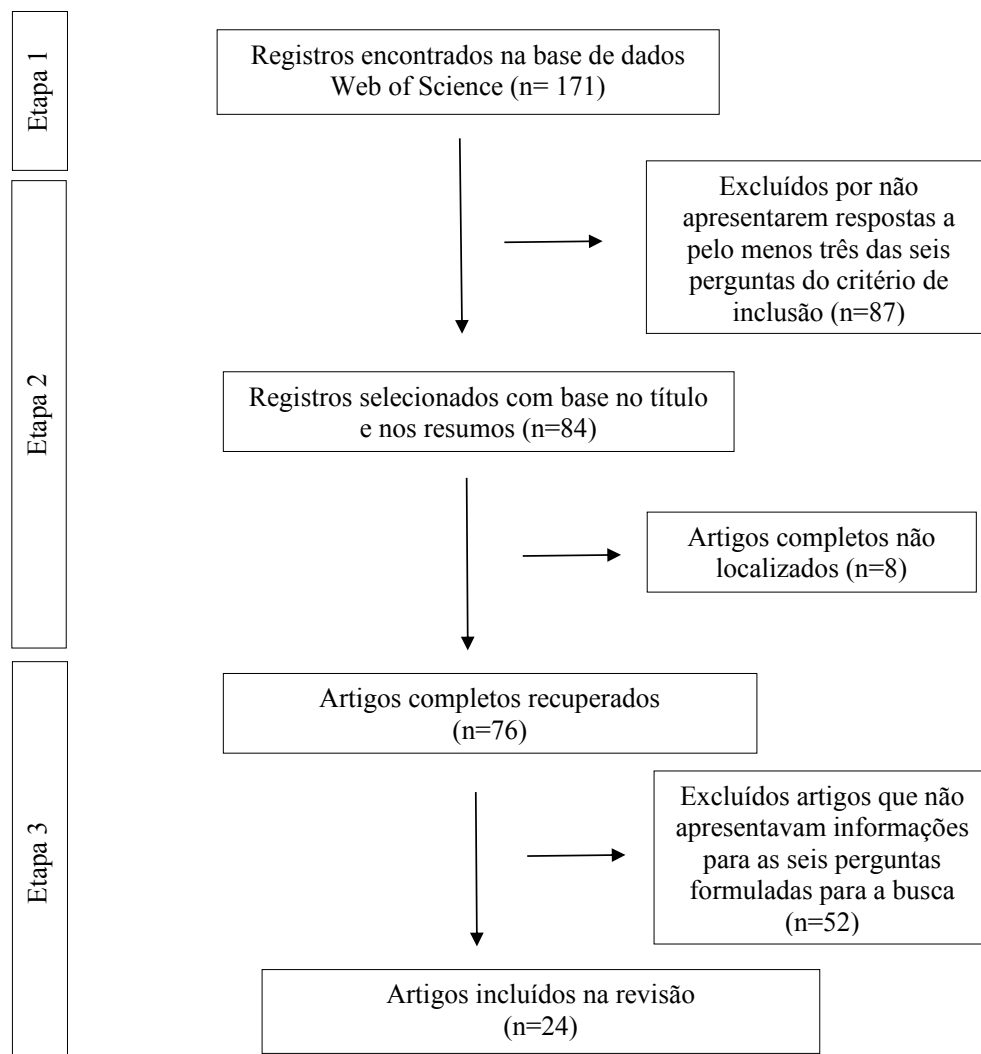 Etapa 1
Registros encontrados na base de dados
Web of Science (n= 171)
Etapa 2
Excluídos por não
apresentarem respostas a
pelo menos três das seis
perguntas do critério de
inclusão (n=87)
Registros selecionados com base no título
e nos resumos (n=84)
Artigos completos não
localizados (n=8)
Etapa 3
Artigos completos recuperados
(n=76)
Excluídos artigos que não
apresentavam informações
para as seis perguntas
formuladas para a busca
(n=52)
Artigos incluídos na revisão
(n=24)